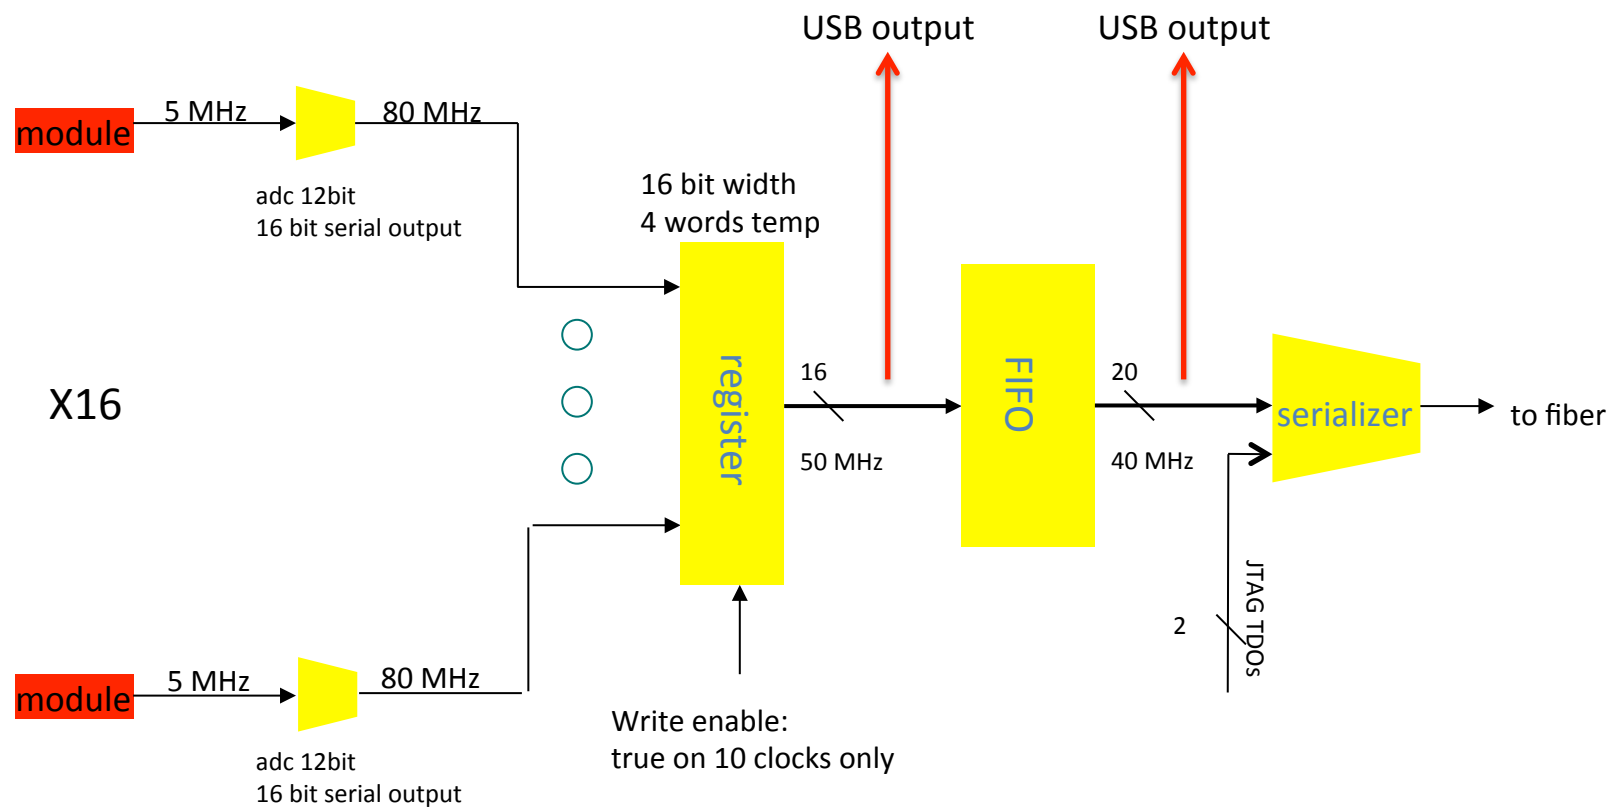 USB output
USB output
module
5 MHz
80 MHz
adc 12bit
16 bit serial output
16 bit width
4 words temp
X16
register
16
50 MHz
FIFO
20
40 MHz
serializer
to fiber
JTAG TDOs
2
module
5 MHz
80 MHz
adc 12bit
16 bit serial output
Write enable:
true on 10 clocks only